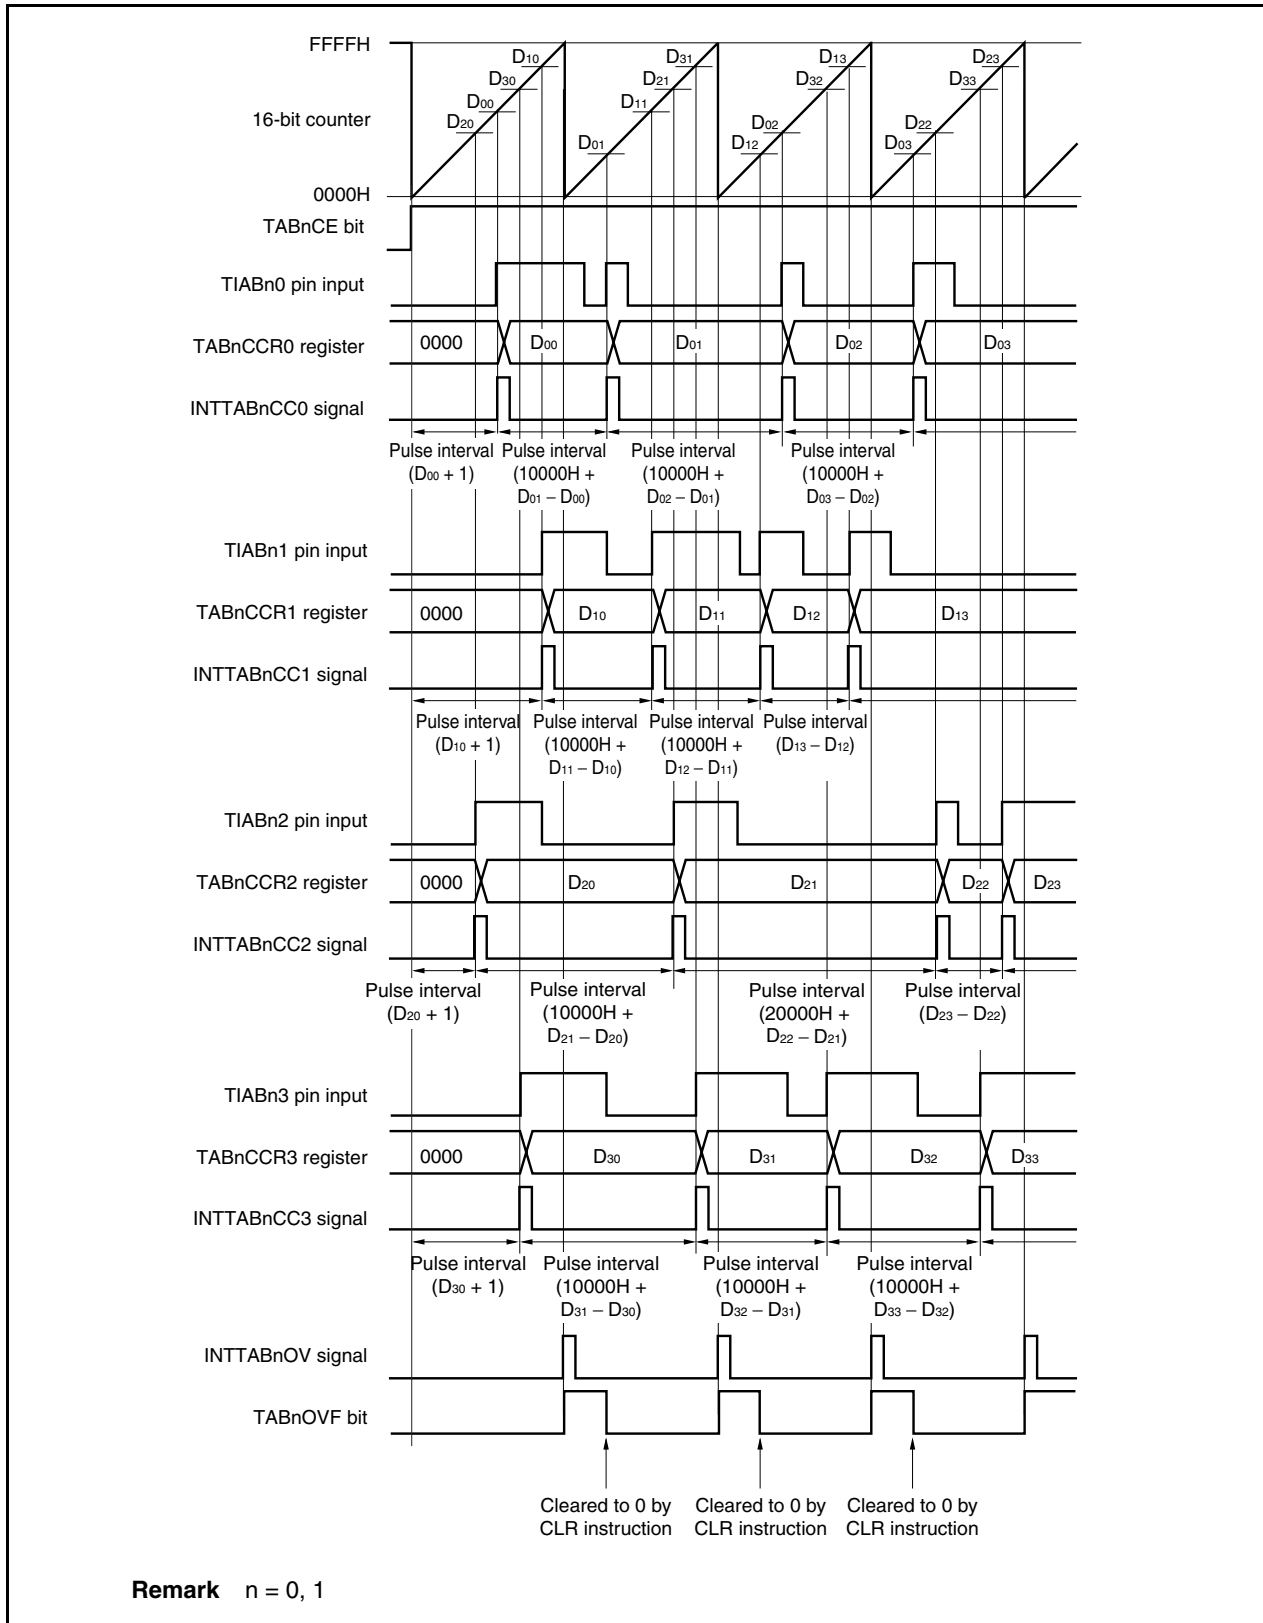 FFFFH
D10
D31
D13
D23
D30
D21
D32
D33
D00
D11
16-bit counter
D20
D02
D22
D01
D12
D03
0000H
TABnCE bit
TIABn0 pin input
TABnCCR0 register
0000
D00
D01
D02
D03
INTTABnCC0 signal
Pulse interval
(D00 + 1)
Pulse interval
(10000H +
D01 – D00)
Pulse interval
(10000H +
D02 – D01)
Pulse interval
(10000H +
D03 – D02)
TIABn1 pin input
TABnCCR1 register
0000
D10
D11
D12
D13
INTTABnCC1 signal
Pulse interval
(D10 + 1)
Pulse interval
(10000H +
D11 – D10)
Pulse interval
(10000H +
D12 – D11)
Pulse interval
(D13 – D12)
TIABn2 pin input
TABnCCR2 register
0000
D20
D21
D22
D23
INTTABnCC2 signal
Pulse interval
(D20 + 1)
Pulse interval
(10000H +
D21 – D20)
Pulse interval
(20000H +
D22 – D21)
Pulse interval
(D23 – D22)
TIABn3 pin input
TABnCCR3 register
0000
D30
D31
D32
D33
INTTABnCC3 signal
Pulse interval
(D30 + 1)
Pulse interval
(10000H +
D31 – D30)
Pulse interval
(10000H +
D32 – D31)
Pulse interval
(10000H +
D33 – D32)
INTTABnOV signal
TABnOVF bit
Cleared to 0 by
CLR instruction
Cleared to 0 by
CLR instruction
Cleared to 0 by
CLR instruction
Remark n = 0, 1